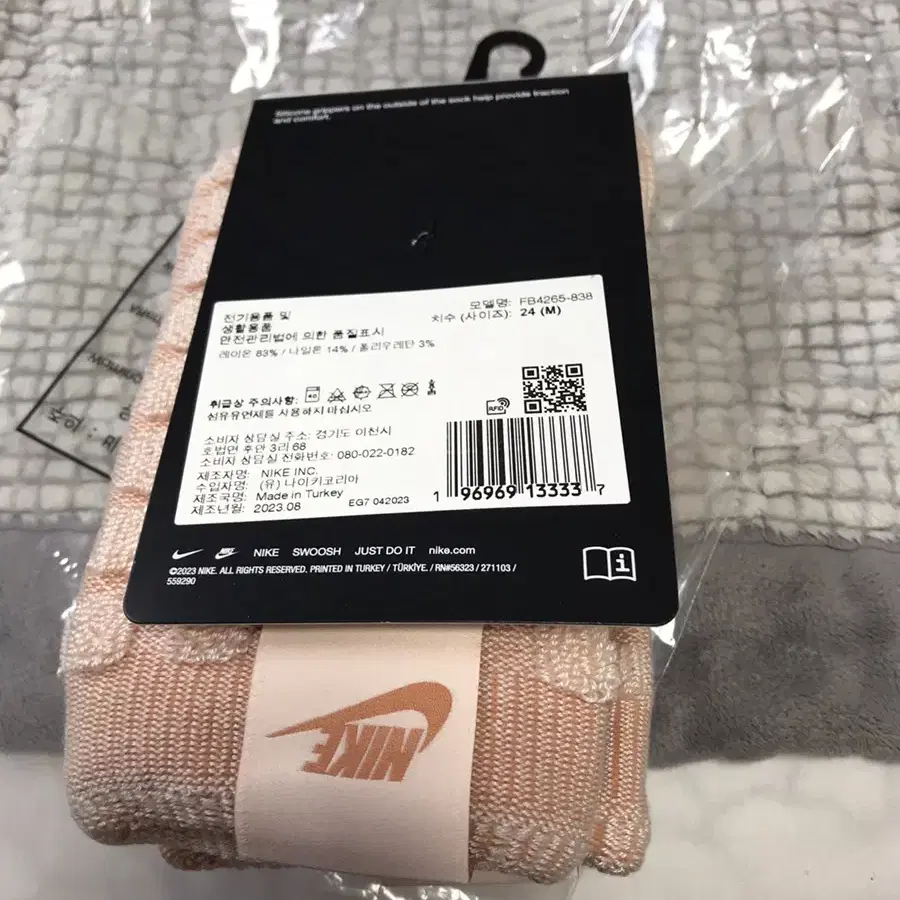 Silicone grippers on the outside of the sock help provide traction
and comfort.
전기용품 및
생활용품
안전관리법에 의한 품질표시
레이온 83% / 나일론 14% / 폴리우레탄 3%
모델명: FB4265-838
치수 (사이즈): 24 (M)
취급상 주의사항:
섬유유연제를 사용하지 마십시오
RFID
소비자 상담실 주소: 경기도 이천시
호법면 후안 3리 68
소비자 상담실 전화번호: 080-022-0182
제조자명: NIKE INC.
수입자명: (유) 나이키코리아
제조국명: Made in Turkey
제조년월: 2023.08
EG7 042023
1 96969 13333 7
NIKE SWOOSH JUST DO IT nike.com
©2023 NIKE. ALL RIGHTS RESERVED. PRINTED IN TURKEY / TÜRKİYE. / RN#56323 / 271103 /
559290
NIKE